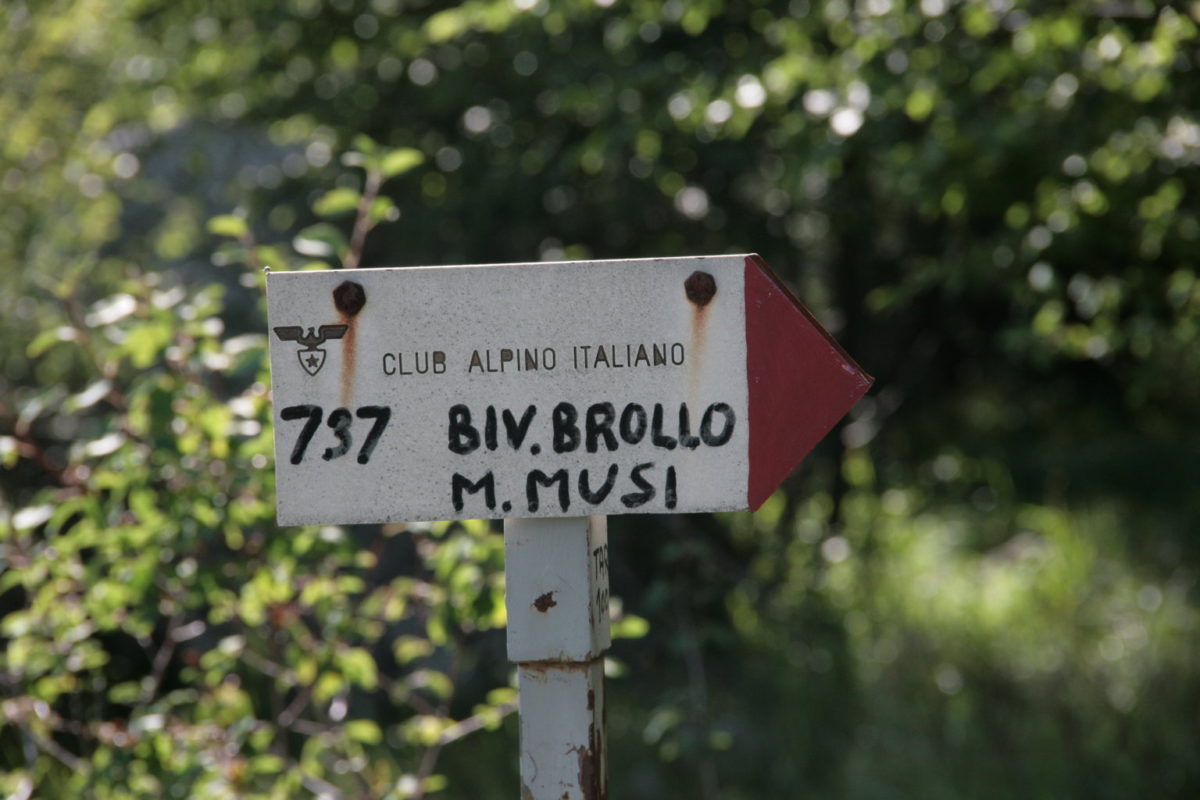 CLUB ALPINO ITALIANO
737 BIV. BROLLO
M. MUSI